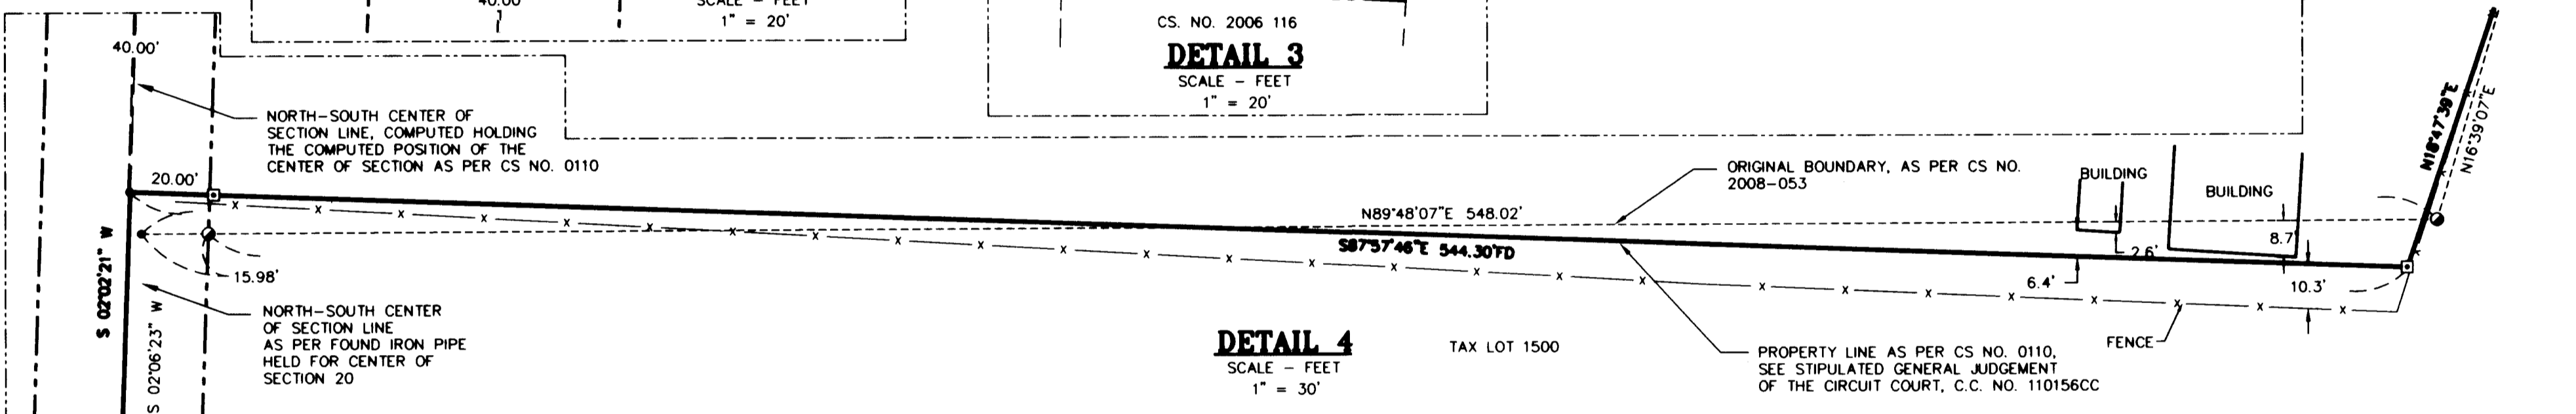 40.00'
SCALE - FEET
1" = 20'
CS. NO. 2006 116
DETAIL 3
SCALE - FEET
1" = 20'
40.00'
NORTH-SOUTH CENTER OF
SECTION LINE, COMPUTED HOLDING
THE COMPUTED POSITION OF THE
CENTER OF SECTION AS PER CS NO. 0110
20.00'
ORIGINAL BOUNDARY, AS PER CS NO.
2008-053
BUILDING
BUILDING
N18°47'39"E
N16°39'07"E
N89°48'07"E 548.02'
S87°57'46"E 544.30'FD
2.6'
8.7'
6.4'
10.3'
15.98'
S 02°02'21" W
S 02°06'23" W
NORTH-SOUTH CENTER
OF SECTION LINE
AS PER FOUND IRON PIPE
HELD FOR CENTER OF
SECTION 20
DETAIL 4
SCALE - FEET
1" = 30'
TAX LOT 1500
FENCE
PROPERTY LINE AS PER CS NO. 0110,
SEE STIPULATED GENERAL JUDGEMENT
OF THE CIRCUIT COURT, C.C. NO. 110156CC